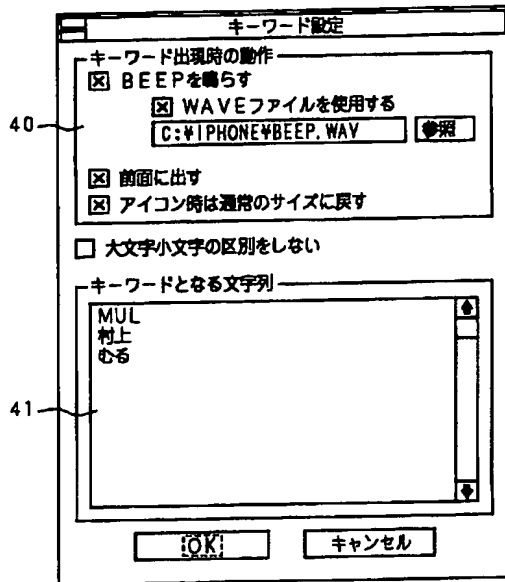 キーワード設定
キーワード出現時の動作
BEEPを鳴らす
WAVEファイルを使用する
40
C:¥IPHONE¥BEEP.WAV 参照
前面に出す
アイコン時は通常のサイズに戻す
大文字小文字の区別をしない
キーワードとなる文字列
MUL
村上
むる
41
OK キャンセル